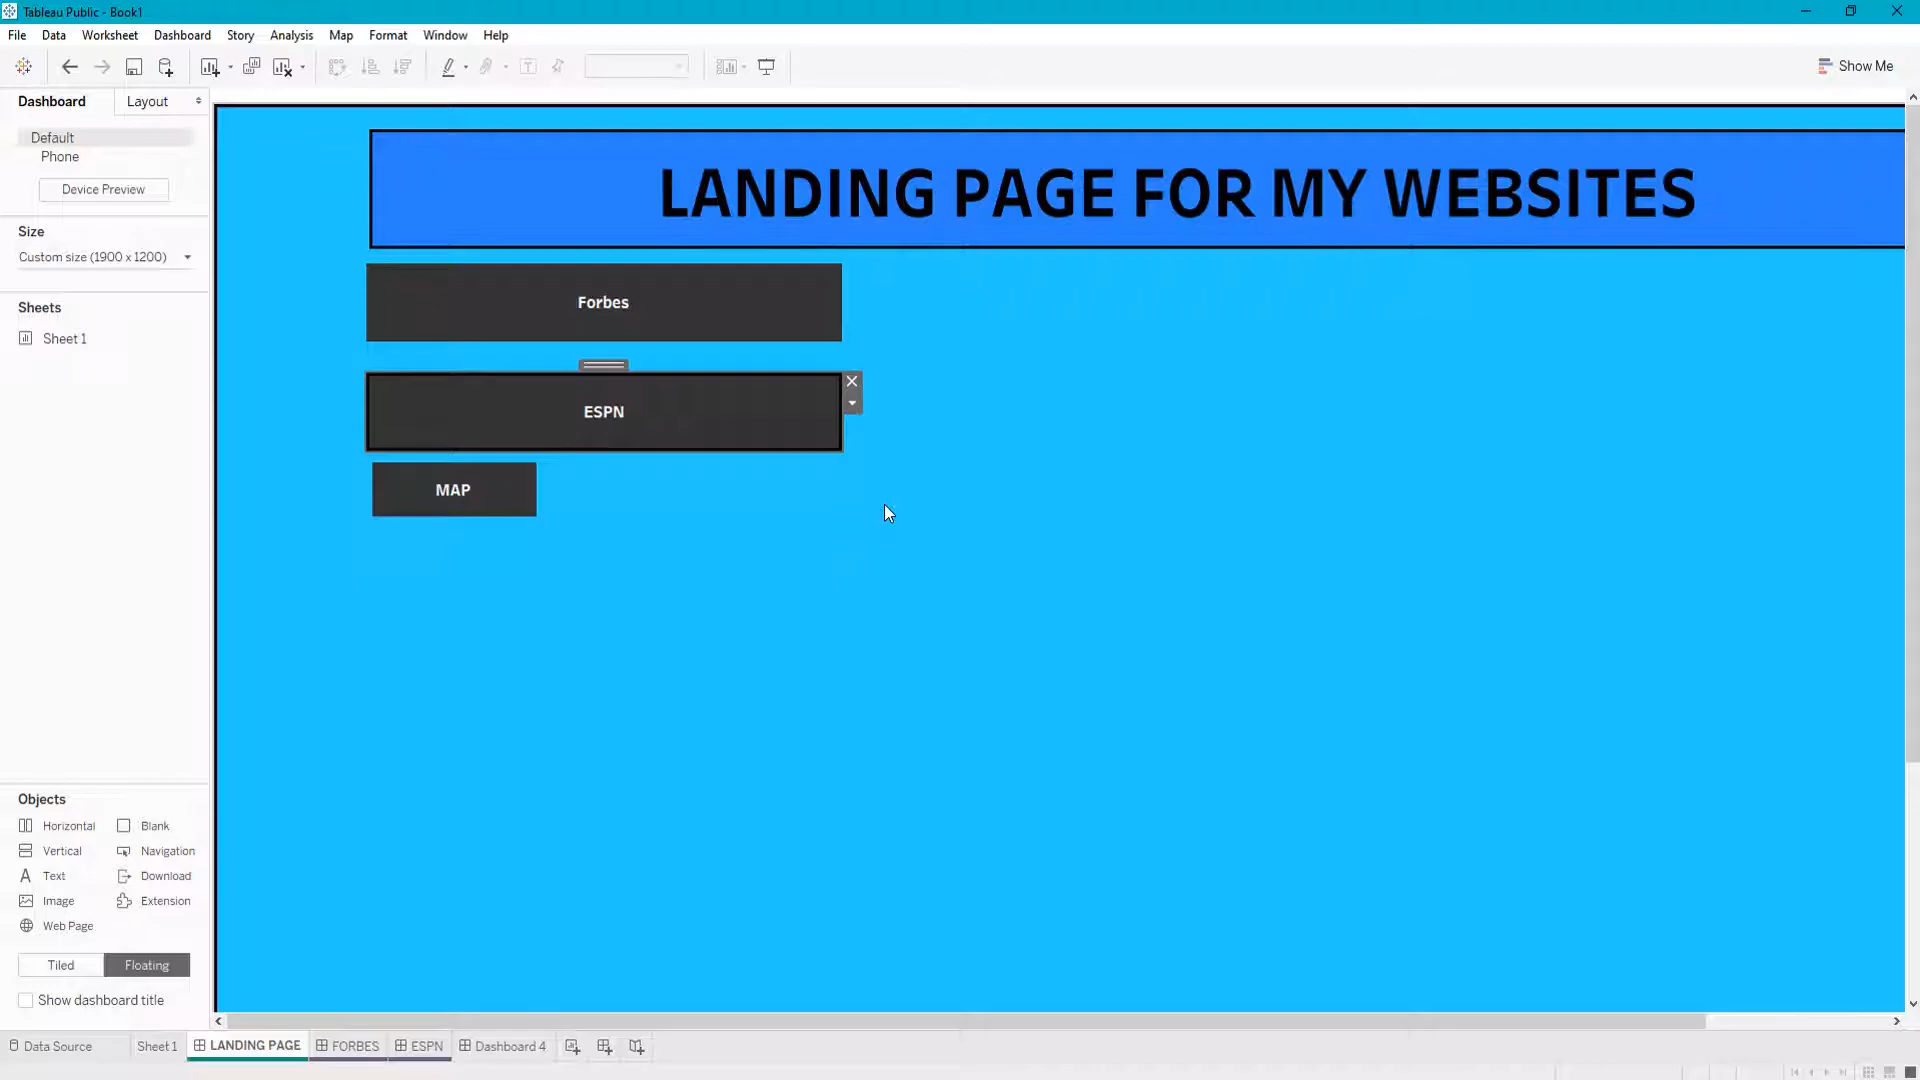 Tableau Public - Book1
File Data Worksheet Dashboard Story Analysis Map Format Window Help
Show Me
Dashboard Layout
Default
Phone
Device Preview
Size
Custom size (1900 x 1200)
Sheets
Sheet 1
LANDING PAGE FOR MY WEBSITES
Forbes
ESPN
MAP
Objects
Horizontal Blank
Vertical Navigation
Text Download
Image Extension
Web Page
Tiled Floating
Show dashboard title
Data Source Sheet 1 LANDING PAGE FORBES ESPN Dashboard 4